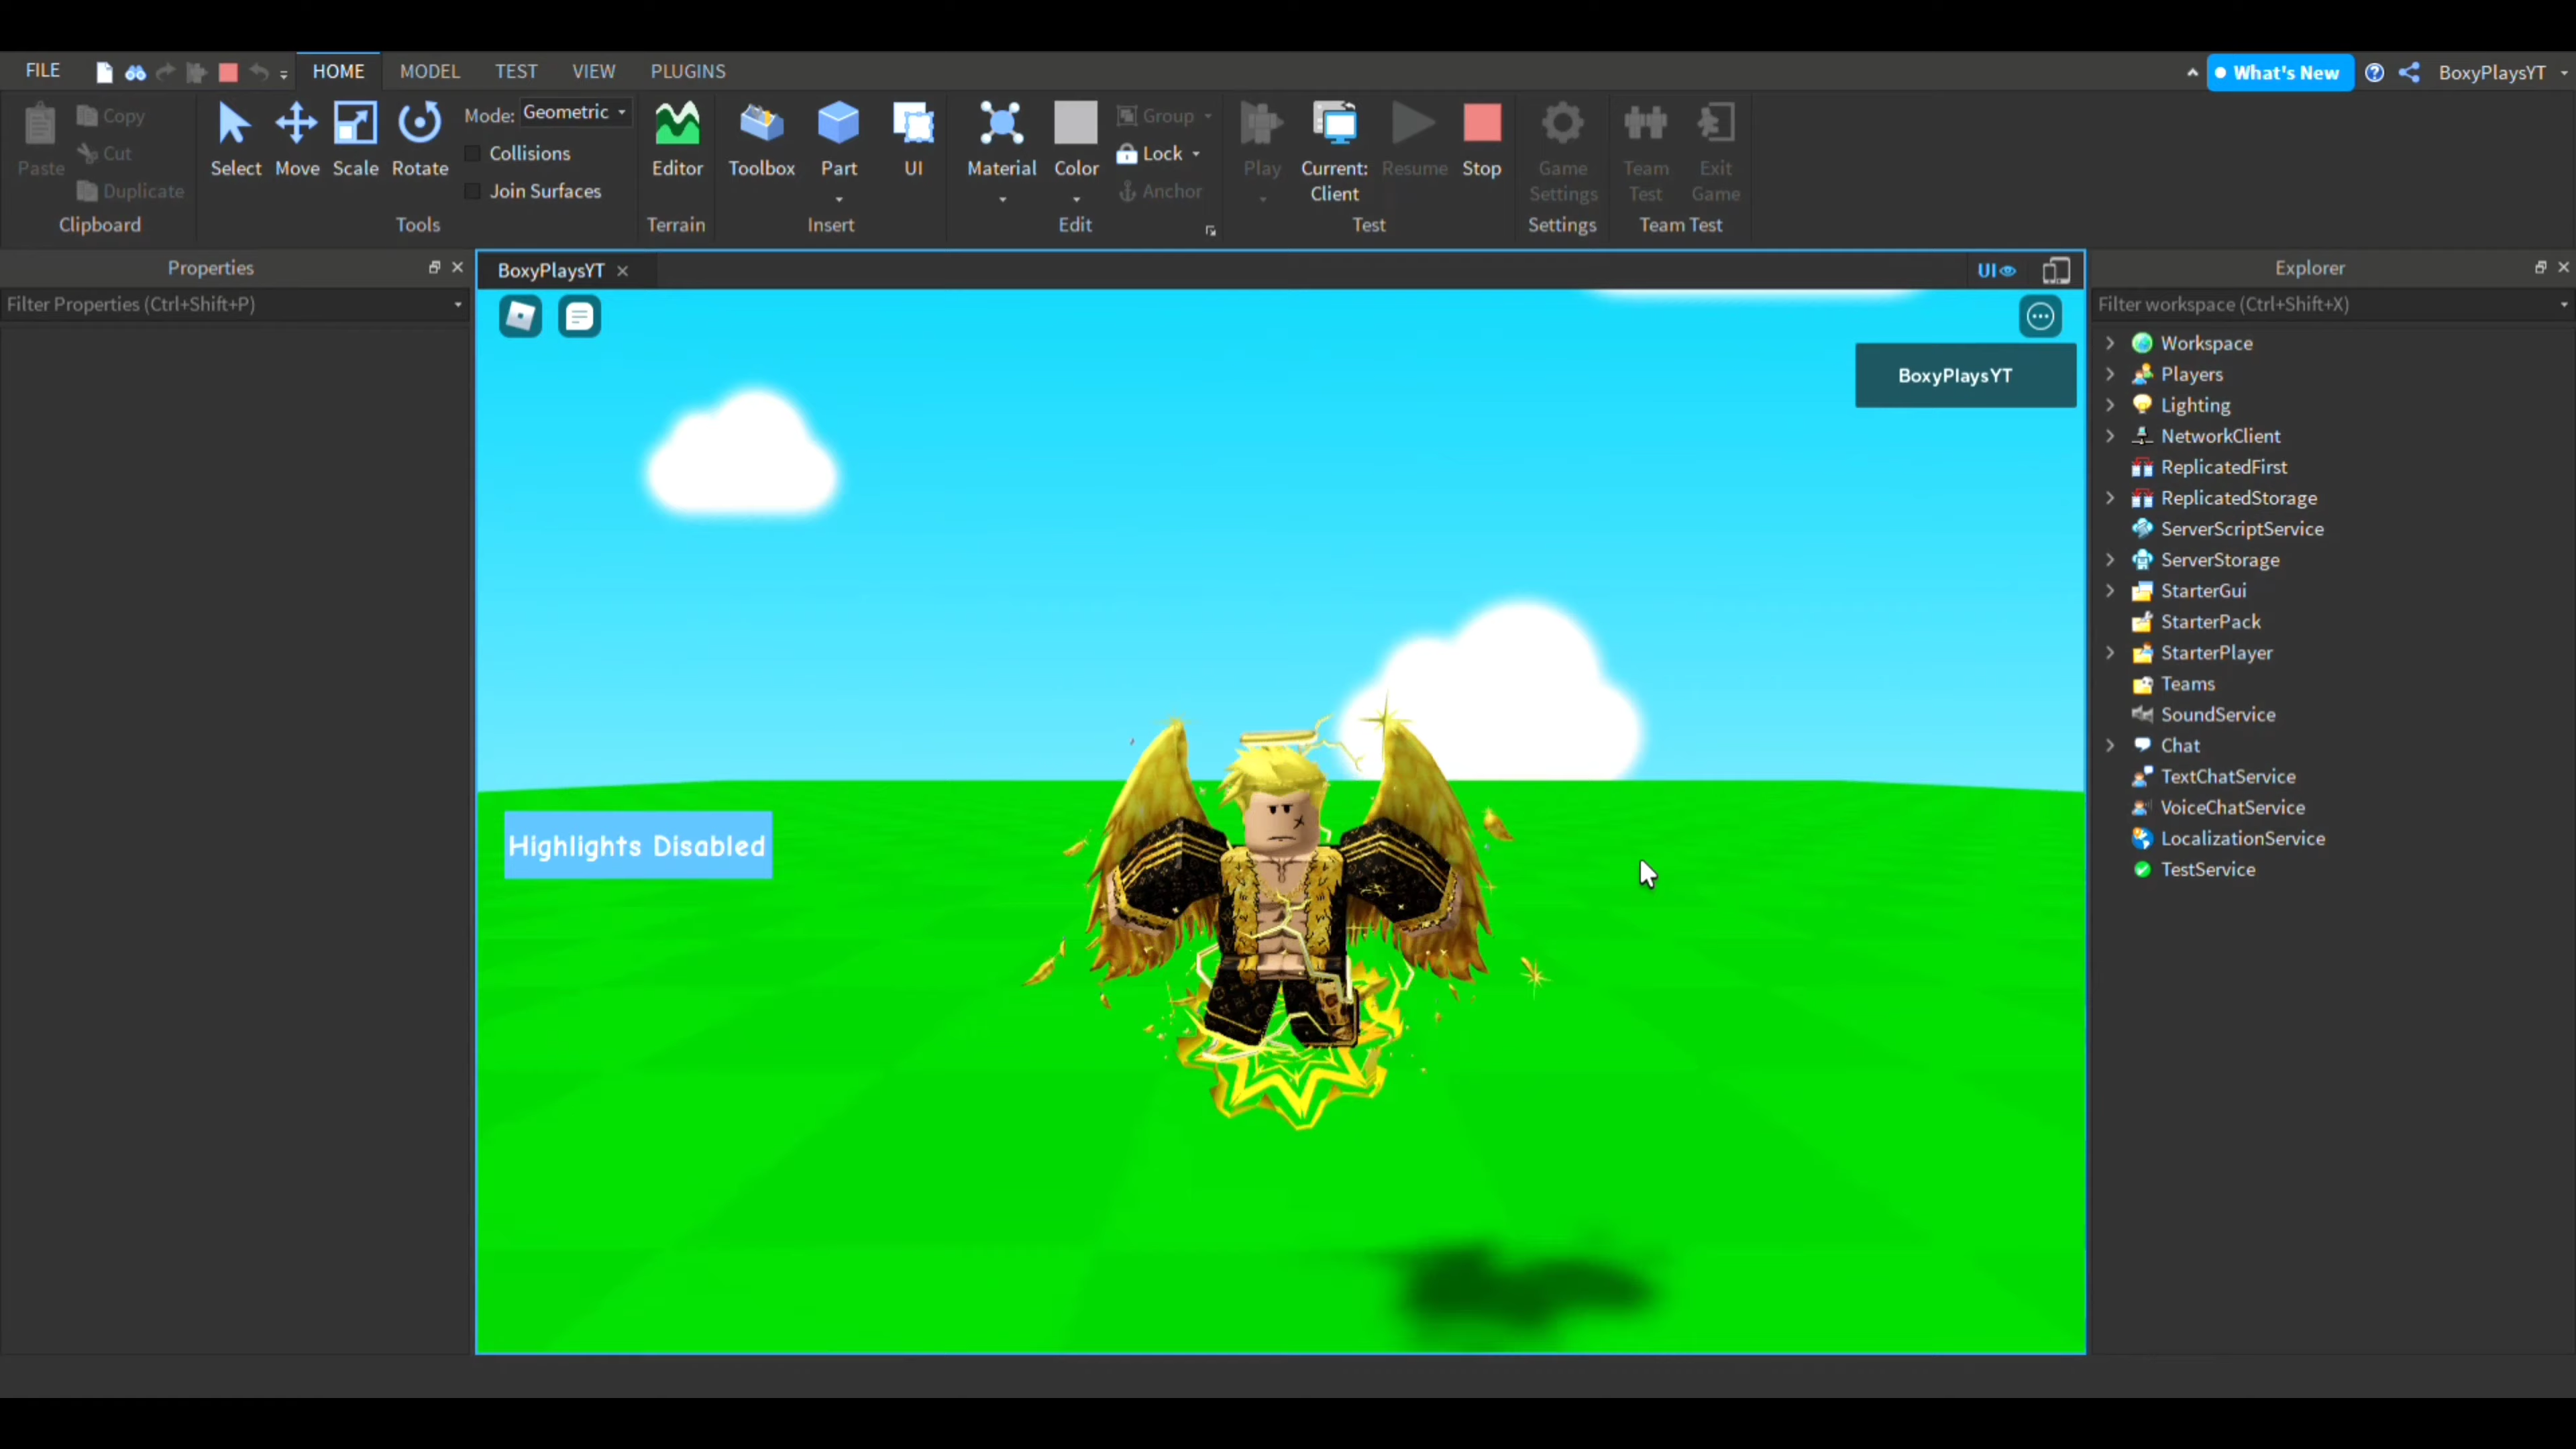 FILE
HOME
MODEL
TEST
VIEW
PLUGINS
What's New
BoxyPlaysYT
Paste
Copy
Cut
Duplicate
Clipboard
Select
Move
Scale
Rotate
Mode: Geometric
Collisions
Join Surfaces
Tools
Editor
Terrain
Toolbox
Part
UI
Insert
Material
Color
Group
Lock
Anchor
Edit
Play
Current:
Client
Resume
Stop
Test
Game
Settings
Settings
Team
Test
Exit
Game
Team Test
Properties
Filter Properties (Ctrl+Shift+P)
BoxyPlaysYT
UI
BoxyPlaysYT
Highlights Disabled
Explorer
Filter workspace (Ctrl+Shift+X)
Workspace
Players
Lighting
NetworkClient
ReplicatedFirst
ReplicatedStorage
ServerScriptService
ServerStorage
StarterGui
StarterPack
StarterPlayer
Teams
SoundService
Chat
TextChatService
VoiceChatService
LocalizationService
TestService